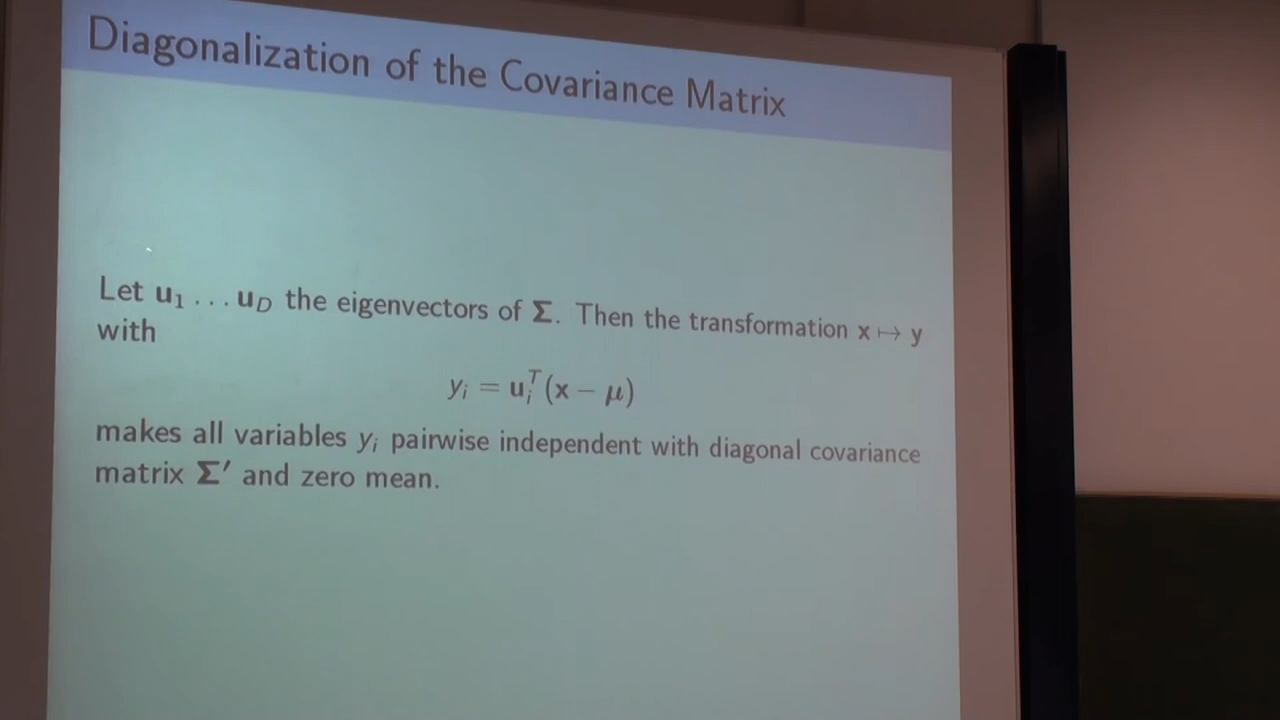 Diagonalization of the Covariance Matrix
Let u₁ … u_D the eigenvectors of Σ. Then the transformation x ↦ y
with
yᵢ = uᵢᵀ(x − μ)
makes all variables yᵢ pairwise independent with diagonal covariance
matrix Σ′ and zero mean.